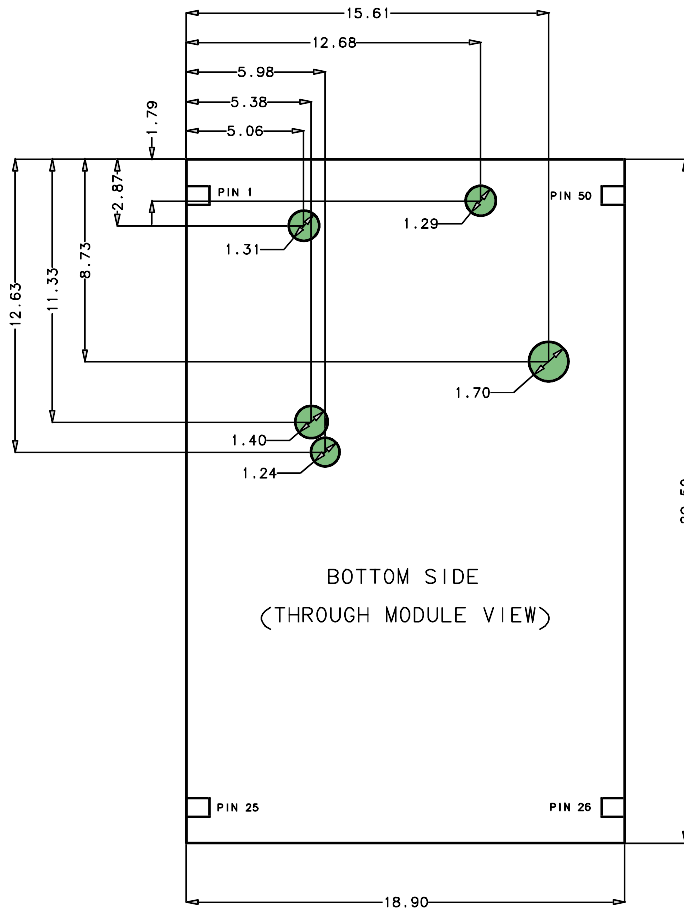 15.61
12.68
5.98
5.38
5.06
1.79
2.87
8.73
11.33
12.63
PIN 1
PIN 50
1.31
1.29
1.70
1.40
1.24
BOTTOM SIDE
(THROUGH MODULE VIEW)
PIN 25
PIN 26
18.90